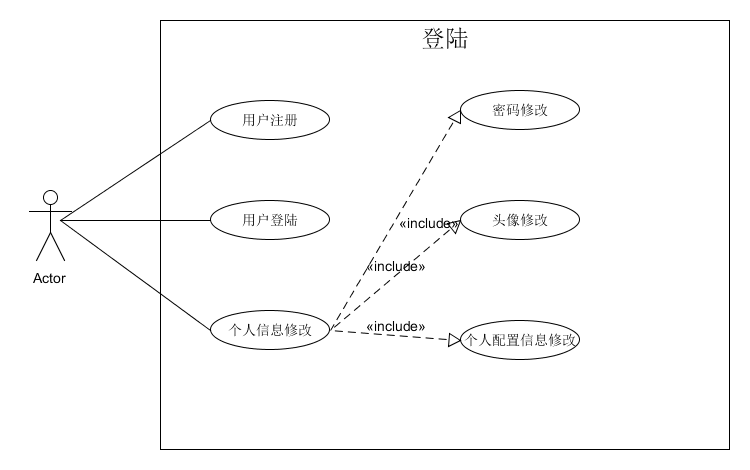 登陆
密码修改
用户注册
用户登陆
«include»
头像修改
«include»
Actor
个人信息修改
«include»
个人配置信息修改